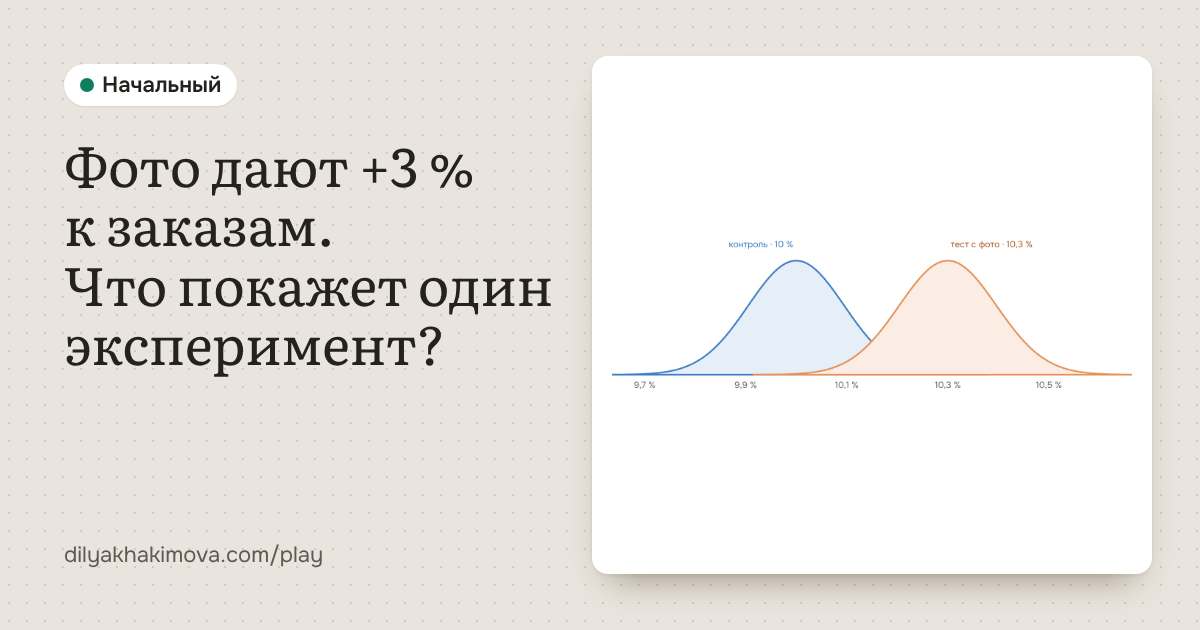 Начальный
Фото дают +3 %
к заказам.
Что покажет один
эксперимент?
контроль · 10 %
тест с фото · 10,3 %
9,7 %
9,9 %
10,1 %
10,3 %
10,5 %
dilyakhakimova.com/play